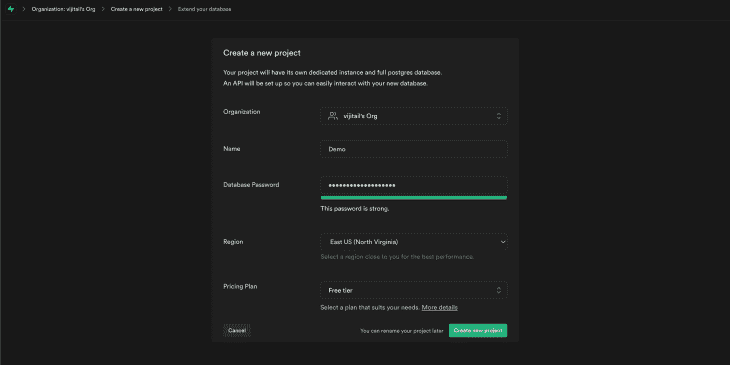 Organization: vijitail's Org > Create a new project > Extend your database
Create a new project
Your project will have its own dedicated instance and full postgres database.
An API will be set up so you can easily interact with your new database.
Organization
vijitail's Org
Name
Demo
Database Password
••••••••••••••••••
This password is strong.
Region
East US (North Virginia)
Select a region close to you for the best performance.
Pricing Plan
Free tier
Select a plan that suits your needs. More details
Cancel
You can rename your project later
Create new project